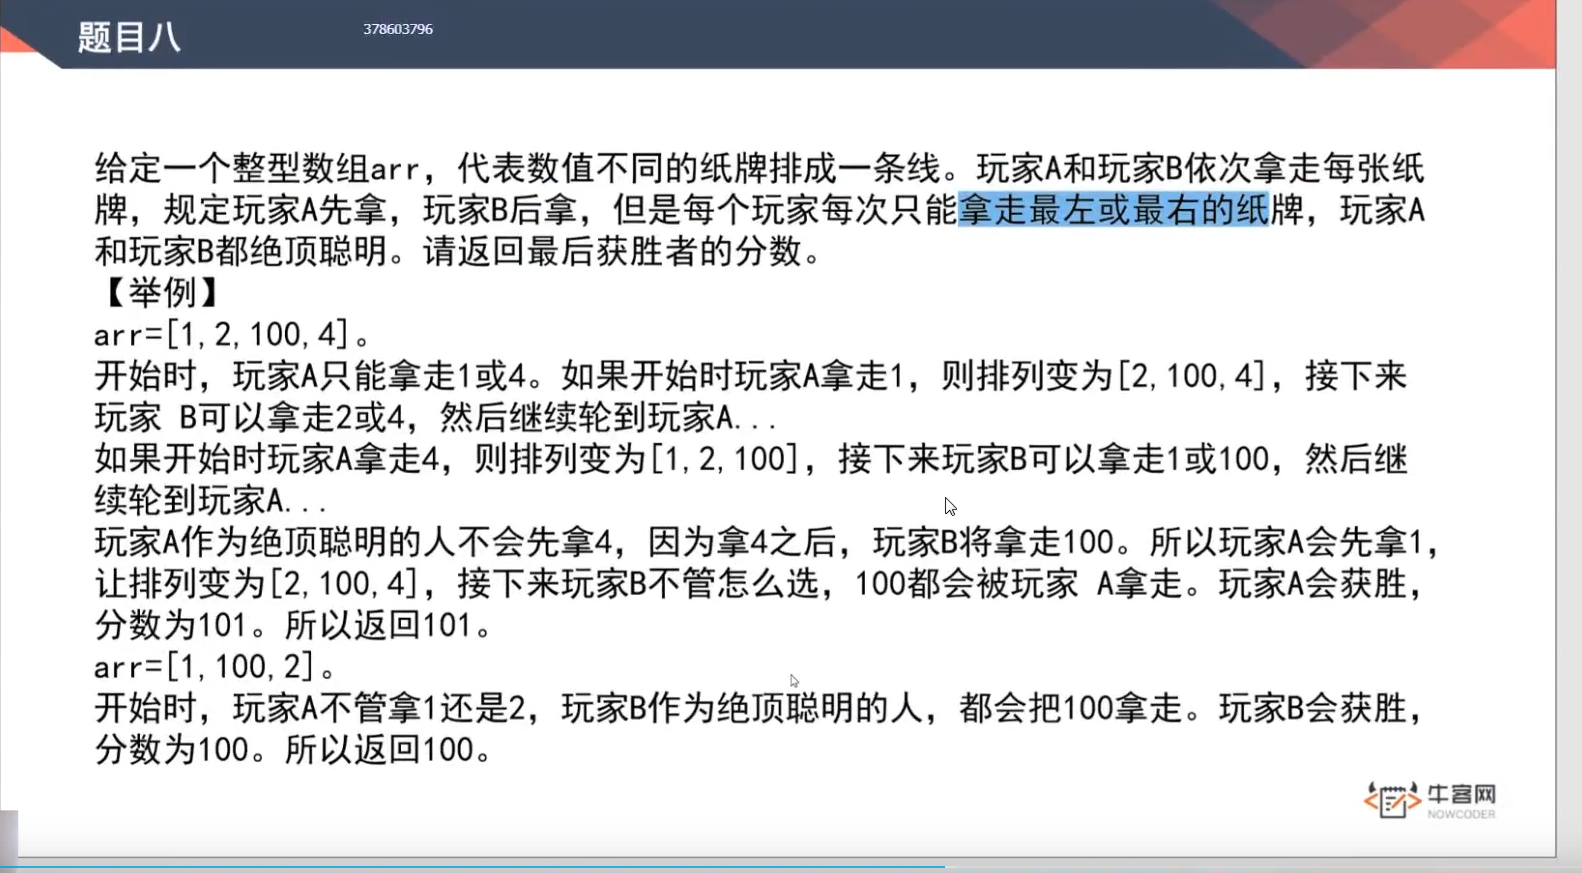 题目八
378603796
给定一个整型数组arr，代表数值不同的纸牌排成一条线。玩家A和玩家B依次拿走每张纸
牌，规定玩家A先拿，玩家B后拿，但是每个玩家每次只能拿走最左或最右的纸牌，玩家A
和玩家B都绝顶聪明。请返回最后获胜者的分数。
【举例】
arr=[1,2,100,4]。
开始时，玩家A只能拿走1或4。如果开始时玩家A拿走1，则排列变为[2,100,4]，接下来
玩家 B可以拿走2或4，然后继续轮到玩家A...
如果开始时玩家A拿走4，则排列变为[1,2,100]，接下来玩家B可以拿走1或100，然后继
续轮到玩家A...
玩家A作为绝顶聪明的人不会先拿4，因为拿4之后，玩家B将拿走100。所以玩家A会先拿1，
让排列变为[2,100,4]，接下来玩家B不管怎么选，100都会被玩家 A拿走。玩家A会获胜，
分数为101。所以返回101。
arr=[1,100,2]。
开始时，玩家A不管拿1还是2，玩家B作为绝顶聪明的人，都会把100拿走。玩家B会获胜，
分数为100。所以返回100。
牛客网
NOWCODER